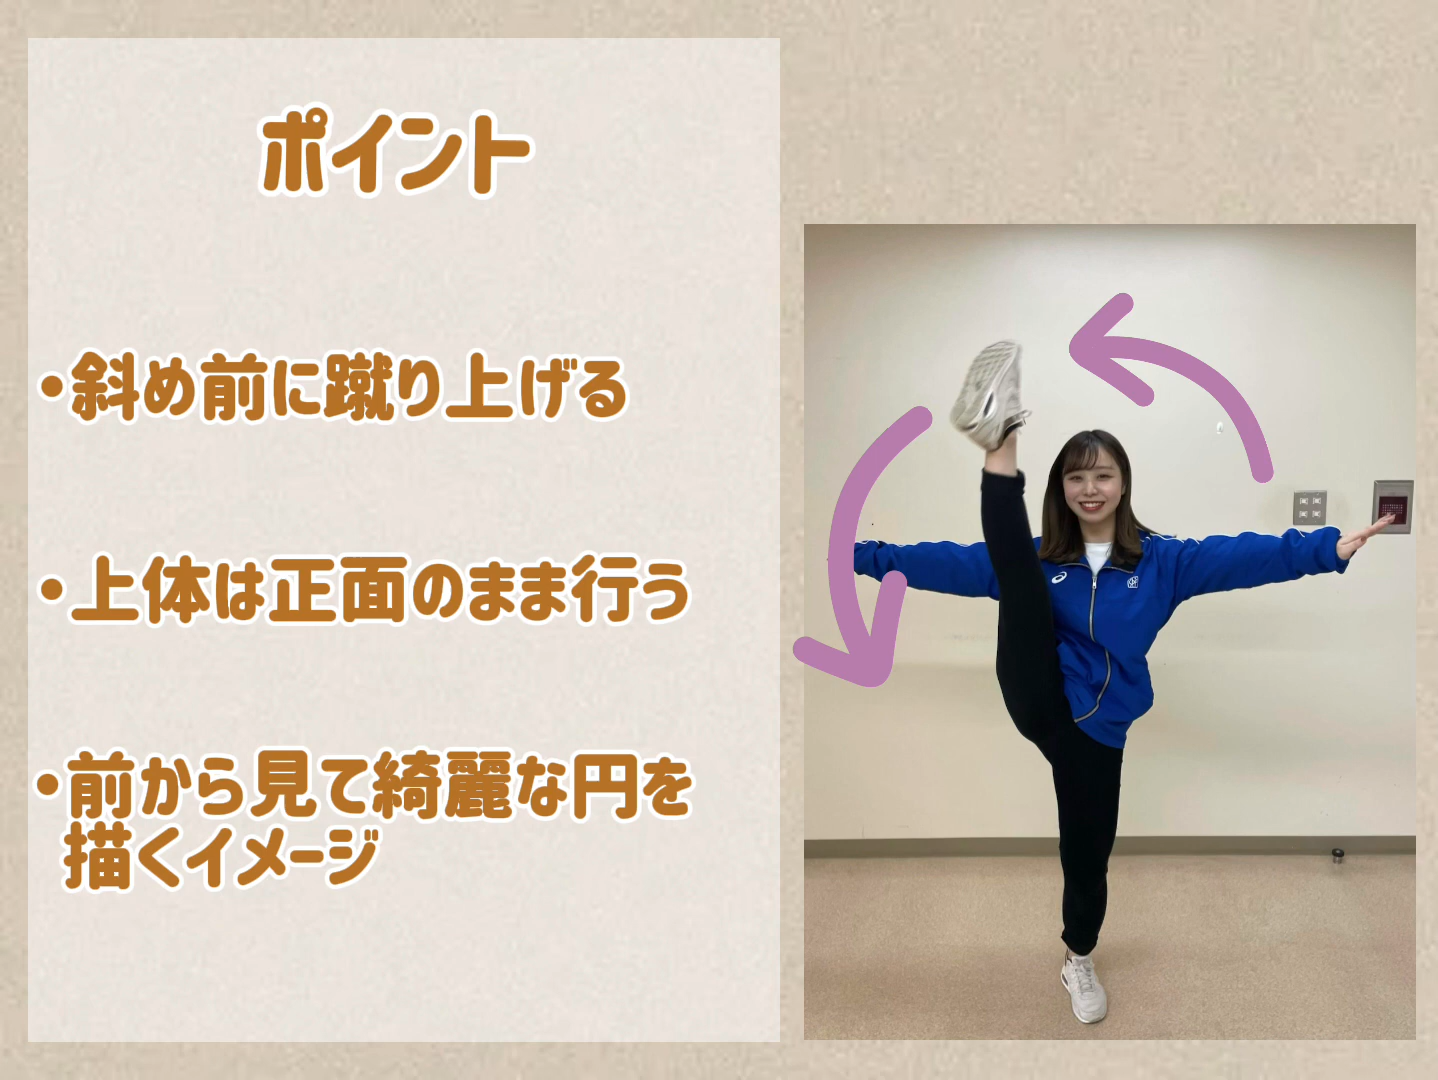 ポイント
・斜め前に蹴り上げる
・上体は正面のまま行う
・前から見て綺麗な円を
描くイメージ